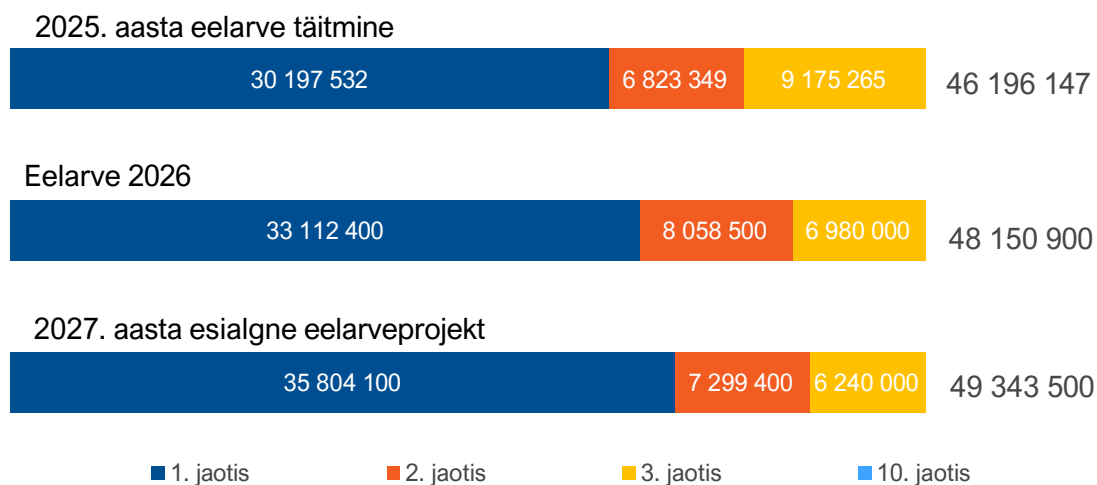 2025. aasta eelarve täitmine
30 197 532 6 823 349 9 175 265 46 196 147
Eelarve 2026
33 112 400 8 058 500 6 980 000 48 150 900
2027. aasta esialgne eelarveprojekt
35 804 100 7 299 400 6 240 000 49 343 500
1. jaotis 2. jaotis 3. jaotis 10. jaotis